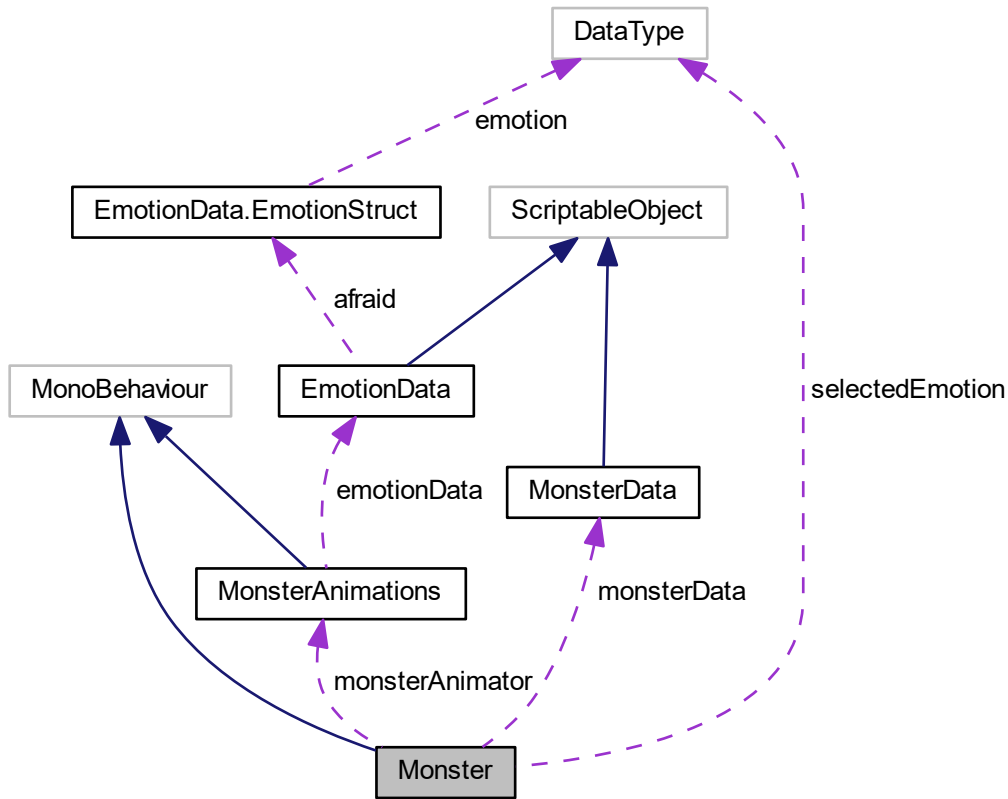 DataType
emotion
EmotionData.EmotionStruct
ScriptableObject
afraid
MonoBehaviour
EmotionData
selectedEmotion
emotionData
MonsterData
MonsterAnimations
monsterData
monsterAnimator
Monster